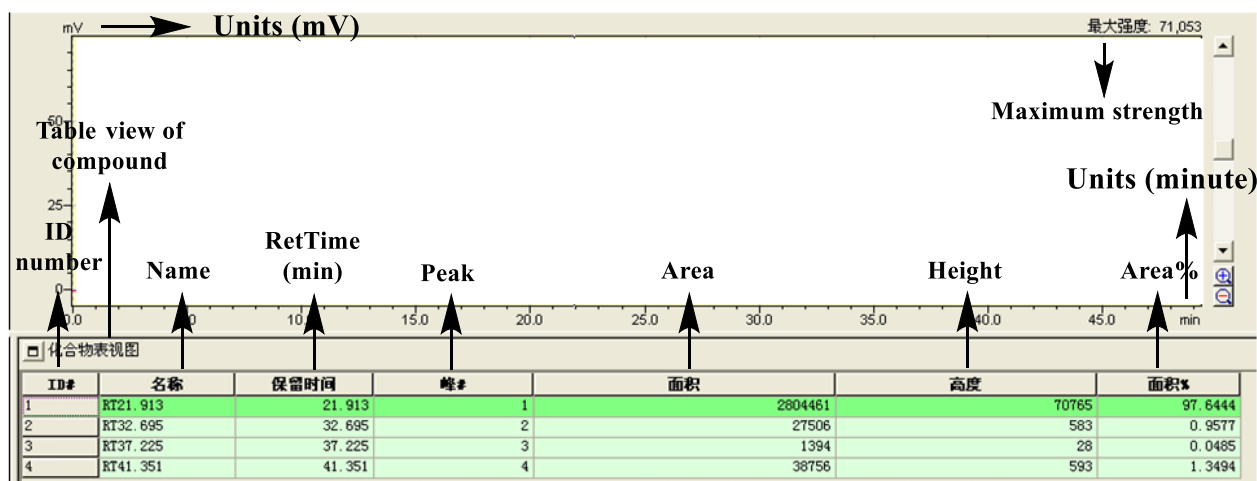 mV
Units (mV)
最大强度: 71,053
Maximum strength
50
Table view of
compound
Units (minute)
25
ID
number
Name
RetTime
(min)
Peak
Area
Height
Area%
0
15.0 20.0 25.0 30.0 35.0 40.0 45.0 min
化合物表视图
ID# 名称 保留时间 峰# 面积 高度 面积%
1 RT21.913 21.913 1 2804461 70765 97.6444
2 RT32.695 32.695 2 27506 583 0.9577
3 RT37.225 37.225 3 1394 28 0.0485
4 RT41.351 41.351 4 38756 593 1.3494